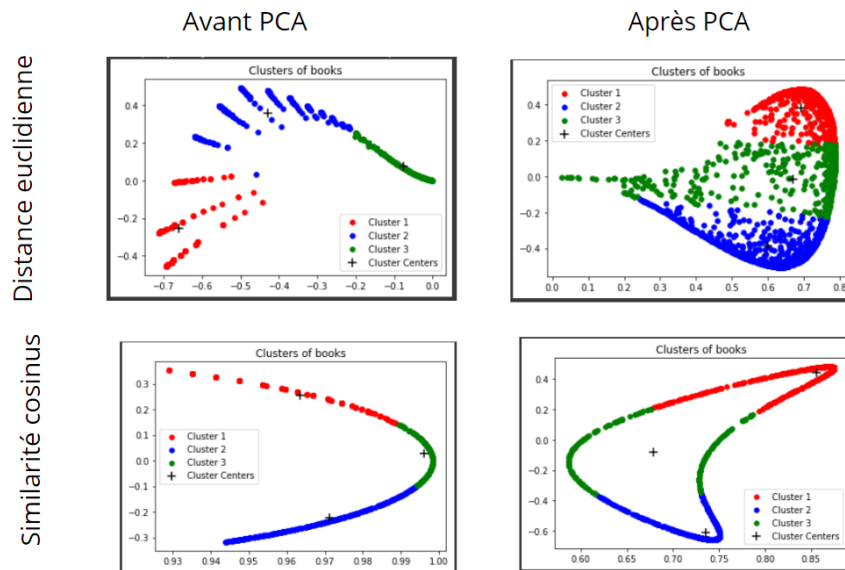 Avant PCA
Après PCA
Distance euclidienne
Clusters of books
0.4
0.2
0.0
−0.2
−0.4
Cluster 1
Cluster 2
Cluster 3
Cluster Centers
−0.7 −0.6 −0.5 −0.4 −0.3 −0.2 −0.1 0.0
Clusters of books
Cluster 1
Cluster 2
Cluster 3
Cluster Centers
0.4
0.2
0.0
−0.2
−0.4
0.0 0.1 0.2 0.3 0.4 0.5 0.6 0.7 0.8
Similarité cosinus
Clusters of books
0.3
0.2
0.1
0.0
−0.1
−0.2
−0.3
Cluster 1
Cluster 2
Cluster 3
Cluster Centers
0.93 0.94 0.95 0.96 0.97 0.98 0.99 1.00
Clusters of books
0.4
0.2
0.0
−0.2
−0.4
−0.6
Cluster 1
Cluster 2
Cluster 3
Cluster Centers
0.60 0.65 0.70 0.75 0.80 0.85